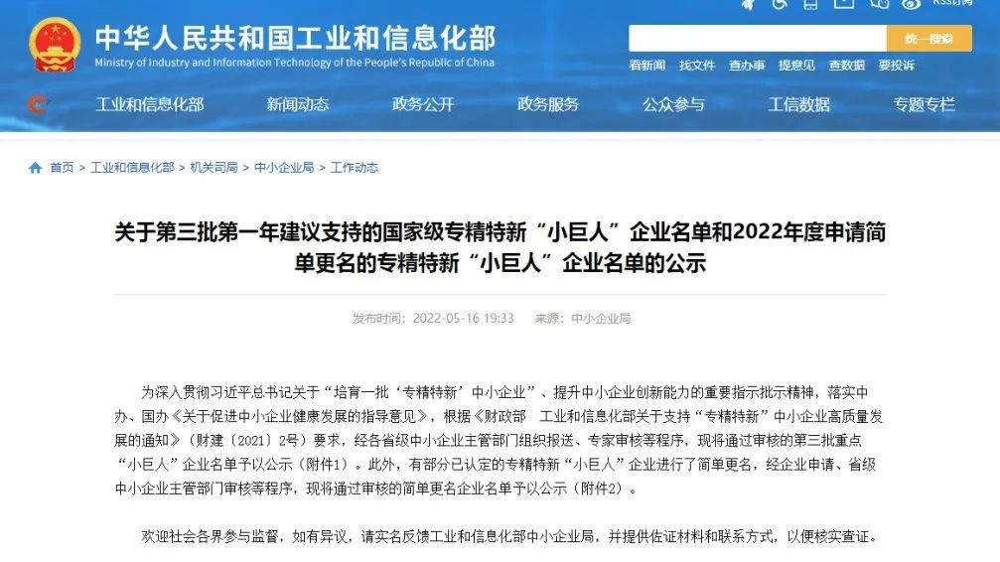 RSS订阅
中华人民共和国工业和信息化部
Ministry of Industry and Information Technology of the People's Republic of China
统一搜索
看新闻 找文件 查办事 提意见 查数据 要投诉
工业和信息化部 新闻动态 政务公开 政务服务 公众参与 工信数据 专题专栏
首页 > 工业和信息化部 > 机关司局 > 中小企业局 > 工作动态
关于第三批第一年建议支持的国家级专精特新“小巨人”企业名单和2022年度申请简
单更名的专精特新“小巨人”企业名单的公示
发布时间：2022-05-16 19:33 来源：中小企业局
为深入贯彻习近平总书记关于“培育一批‘专精特新’中小企业”、提升中小企业创新能力的重要指示批示精神，落实中
办、国办《关于促进中小企业健康发展的指导意见》，根据《财政部 工业和信息化部关于支持“专精特新”中小企业高质量发
展的通知》（财建〔2021〕2号）要求，经各省级中小企业主管部门组织报送、专家审核等程序，现将通过审核的第三批重点
“小巨人”企业名单予以公示（附件1）。此外，有部分已认定的专精特新“小巨人”企业进行了简单更名，经企业申请、省级
中小企业主管部门审核等程序，现将通过审核的简单更名企业名单予以公示（附件2）。
欢迎社会各界参与监督，如有异议，请实名反馈工业和信息化部中小企业局，并提供佐证材料和联系方式，以便核实查证。